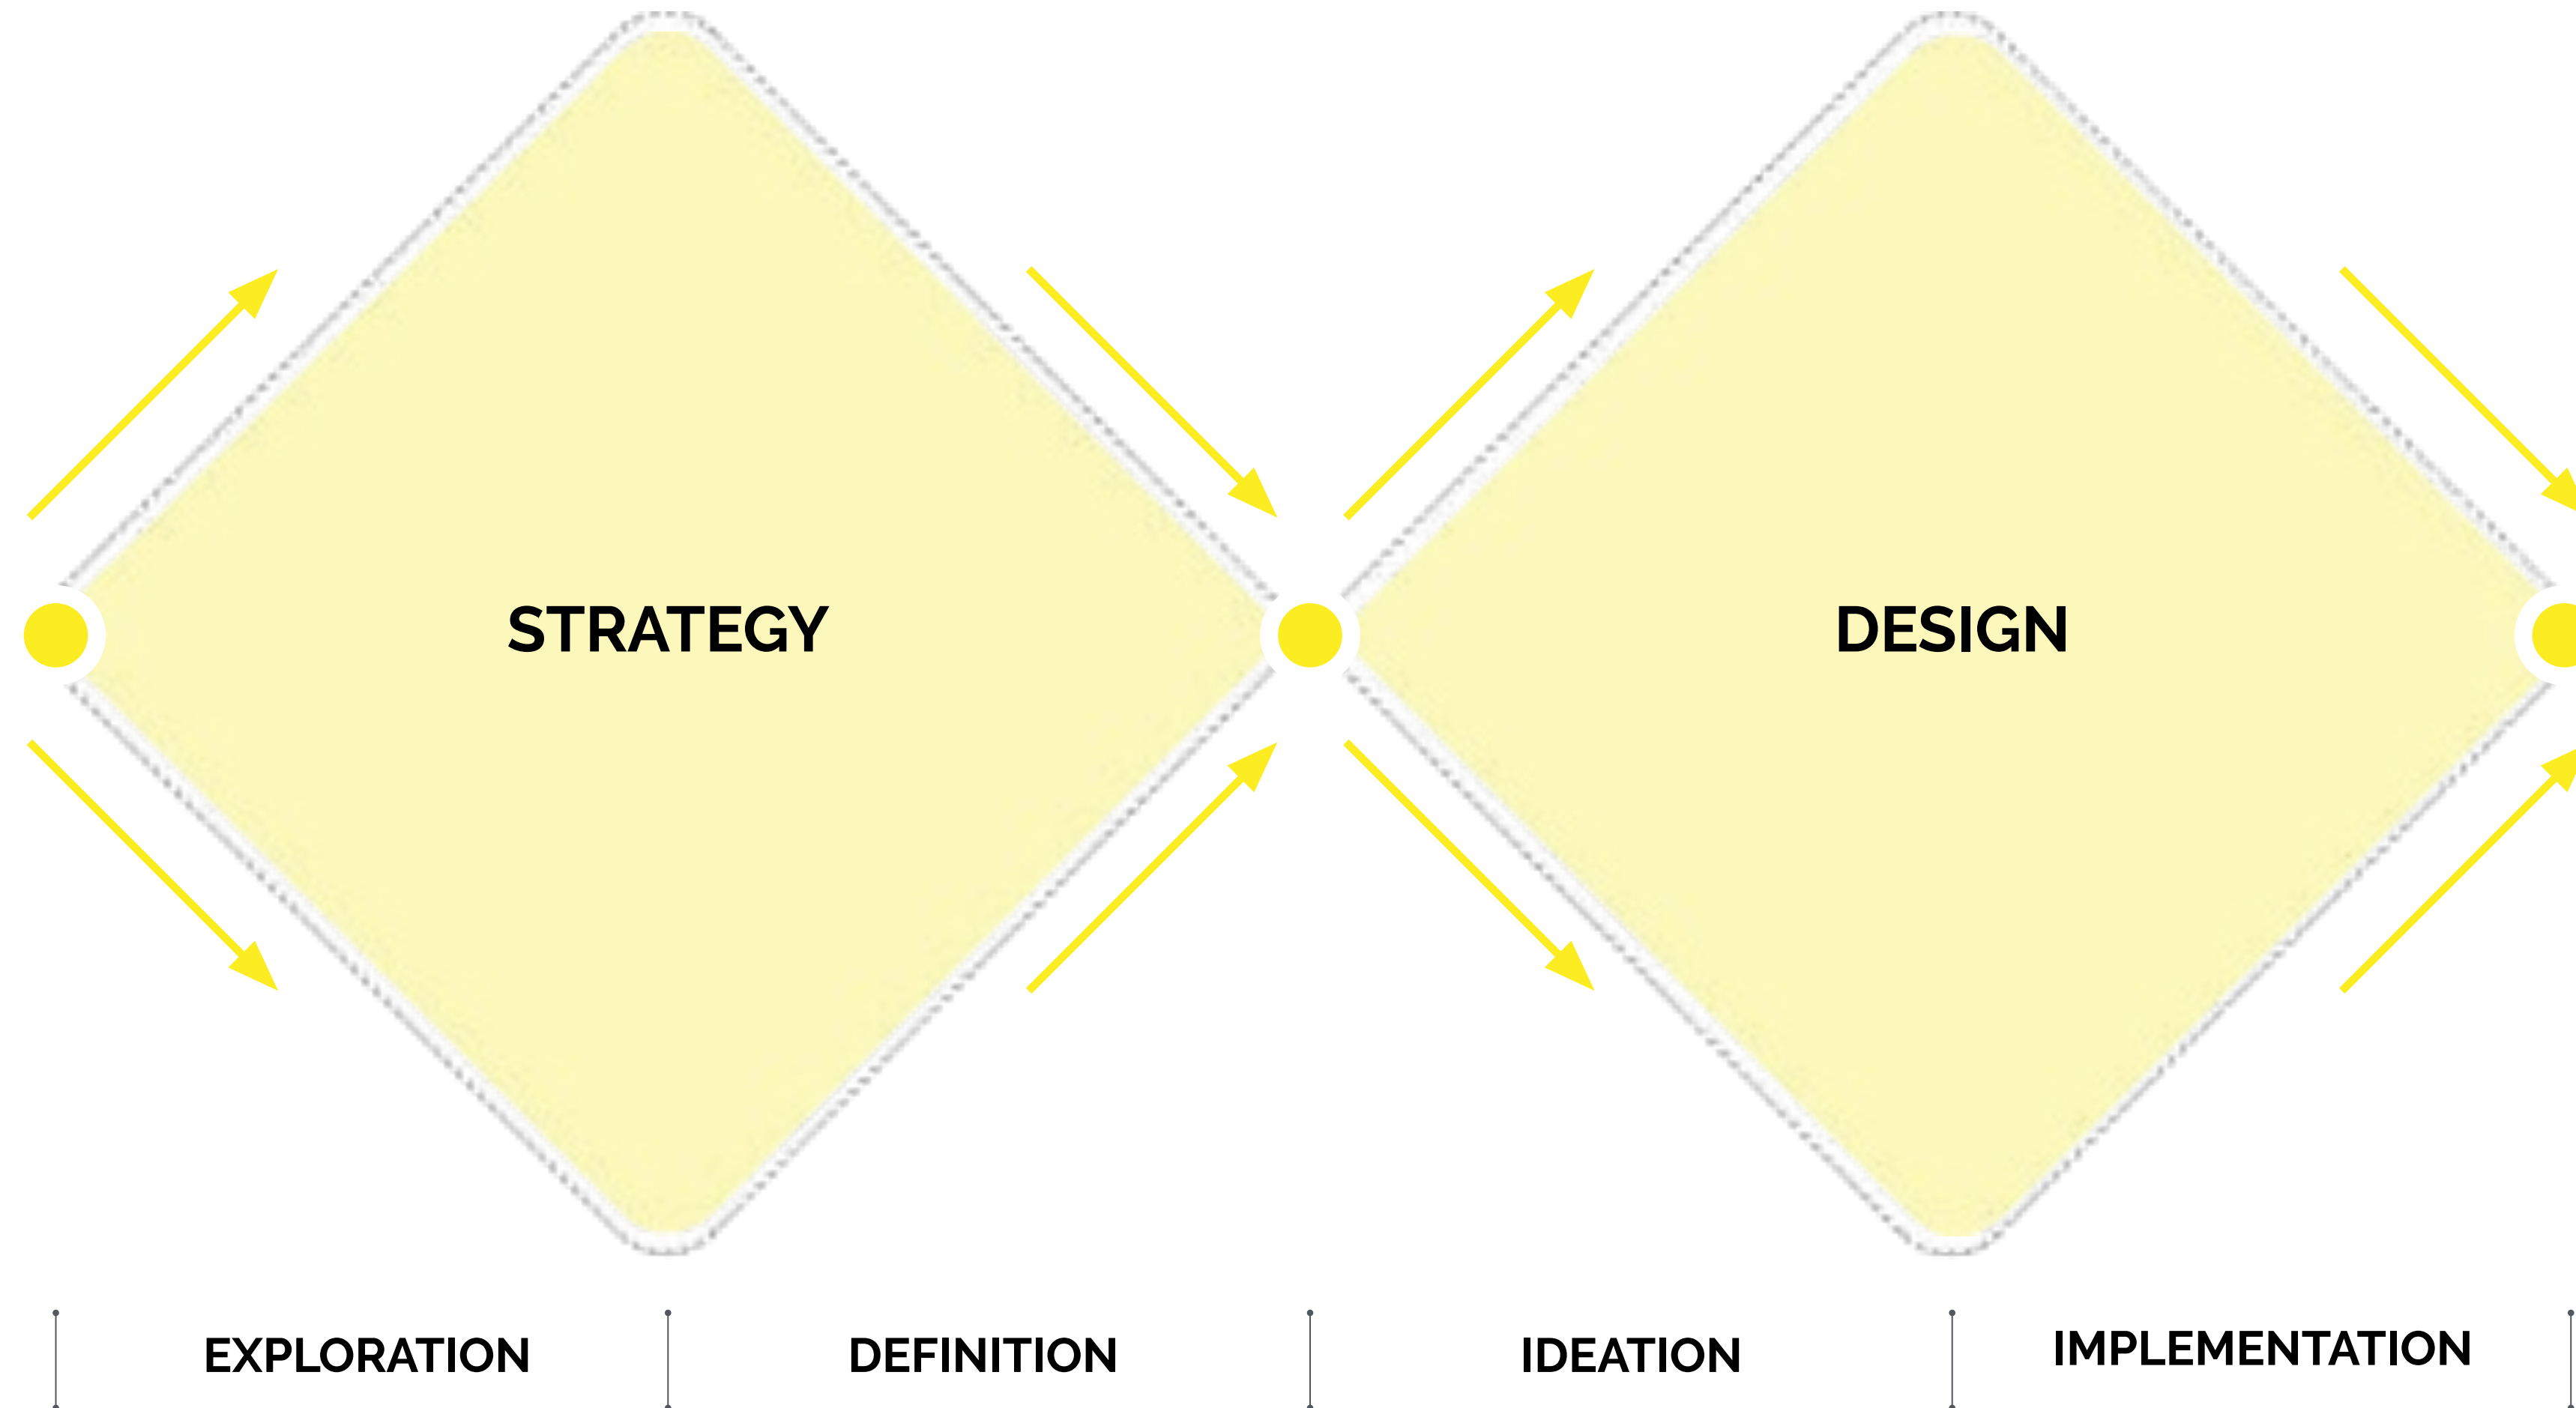 STRATEGY
DESIGN
EXPLORATION
DEFINITION
IDEATION
IMPLEMENTATION